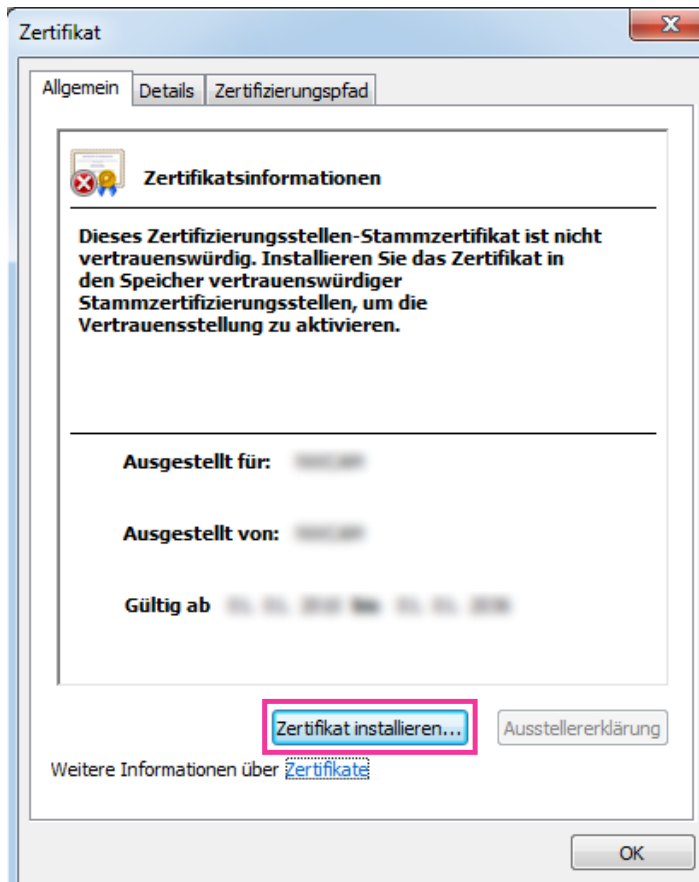 Zertifikat
Allgemein Details Zertifizierungspfad
Zertifikatsinformationen
Dieses Zertifizierungsstellen-Stammzertifikat ist nicht
vertrauenswürdig. Installieren Sie das Zertifikat in
den Speicher vertrauenswürdiger
Stammzertifizierungsstellen, um die
Vertrauensstellung zu aktivieren.
Ausgestellt für:
Ausgestellt von:
Gültig ab
Zertifikat installieren... Ausstellererklärung
Weitere Informationen über Zertifikate
OK